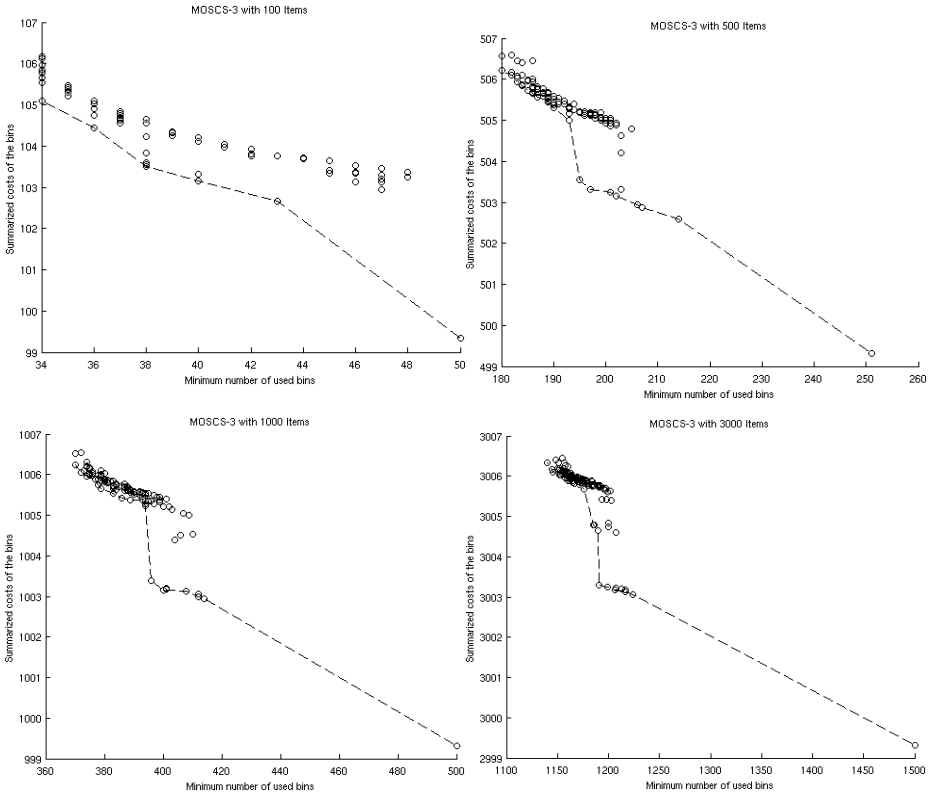 MOSCS-3 with 100 Items
107
106
105
104
103
102
101
100
99
Summarized costs of the bins
34 36 38 40 42 44 46 48 50
Minimum number of used bins
MOSCS-3 with 500 Items
507
506
505
504
503
502
501
500
499
Summarized costs of the bins
180 190 200 210 220 230 240 250 260
Minimum number of used bins
MOSCS-3 with 1000 Items
1007
1006
1005
1004
1003
1002
1001
1000
999
Summarized costs of the bins
360 380 400 420 440 460 480 500
Minimum number of used bins
MOSCS-3 with 3000 Items
3007
3006
3005
3004
3003
3002
3001
3000
2999
Summarized costs of the bins
1100 1150 1200 1250 1300 1350 1400 1450 1500
Minimum number of used bins